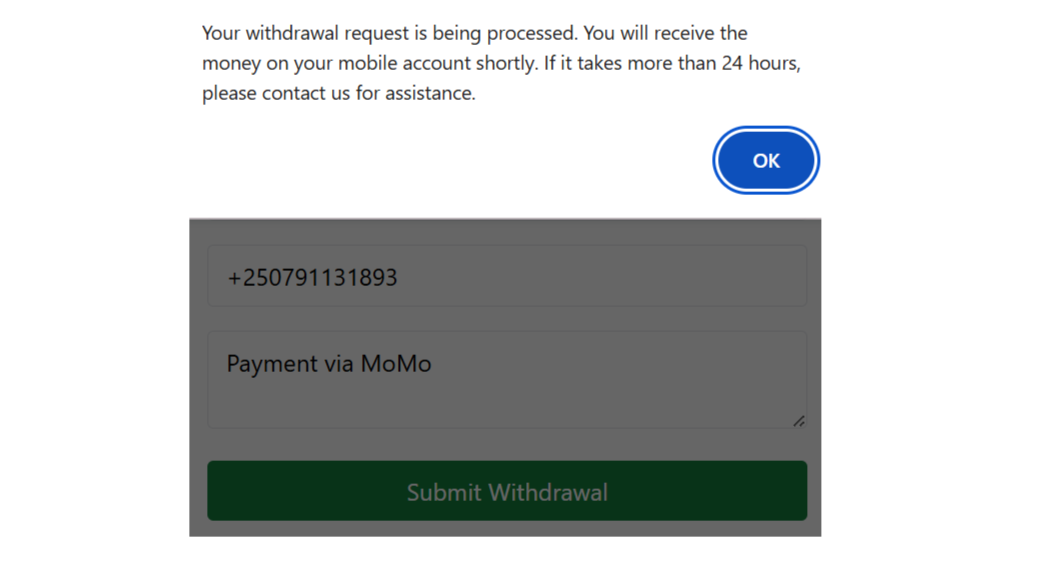 Your withdrawal request is being processed. You will receive the
money on your mobile account shortly. If it takes more than 24 hours,
please contact us for assistance.
OK
+250791131893
Payment via MoMo
Submit Withdrawal